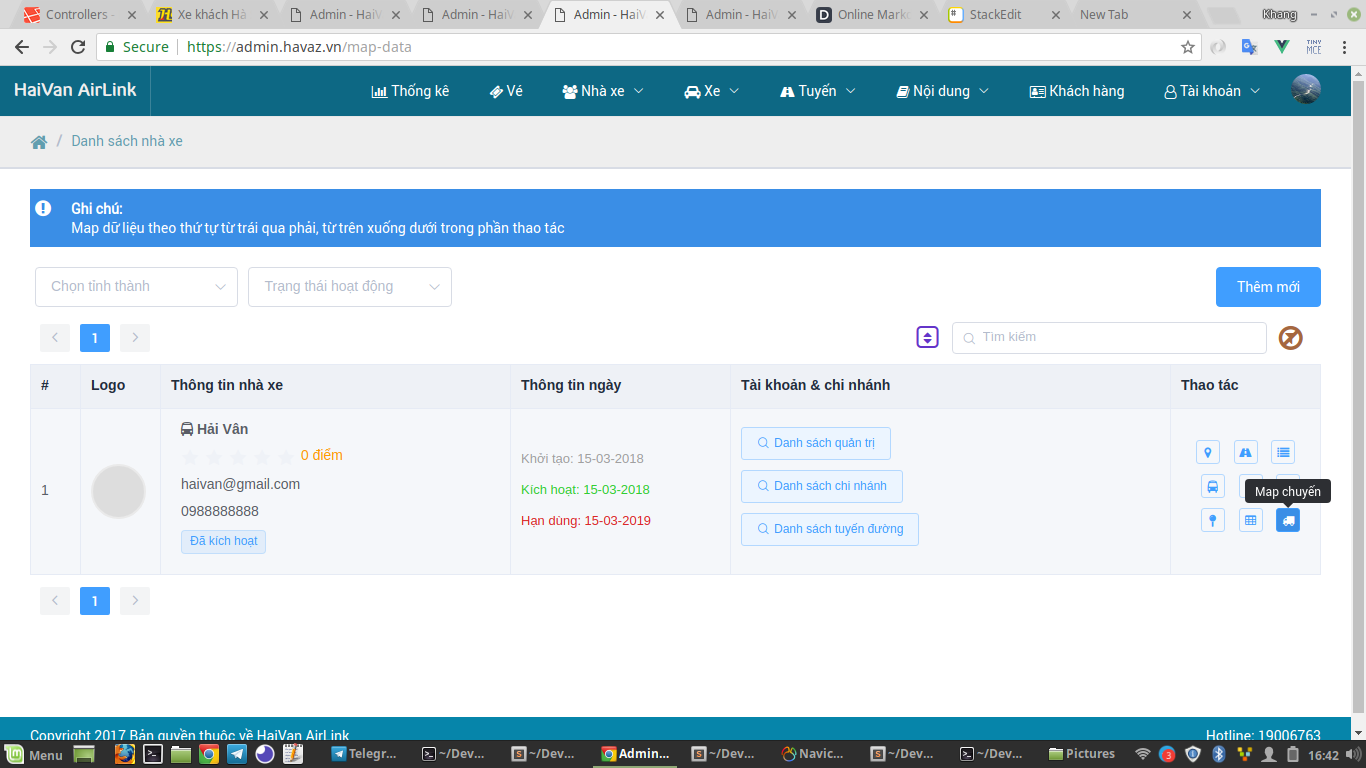 Controllers -
Xe khách Hà
Admin - HaiV
Admin - HaiV
Admin - HaiV
Admin - HaiV
Online Mark
StackEdit
New Tab
Khang
Secure
https://admin.havaz.vn/map-data
TINY
MCE
HaiVan AirLink
Thống kê
Vé
Nhà xe
Xe
Tuyến
Nội dung
Khách hàng
Tài khoản
/ Danh sách nhà xe
Ghi chú:
Map dữ liệu theo thứ tự từ trái qua phải, từ trên xuống dưới trong phần thao tác
Chọn tỉnh thành
Trạng thái hoạt động
Thêm mới
1
Tìm kiếm
#
Logo
Thông tin nhà xe
Thông tin ngày
Tài khoản & chi nhánh
Thao tác
1
Hải Vân
0 điểm
haivan@gmail.com
0988888888
Đã kích hoạt
Khởi tạo: 15-03-2018
Kích hoạt: 15-03-2018
Hạn dùng: 15-03-2019
Danh sách quản trị
Danh sách chi nhánh
Danh sách tuyến đường
Map chuyến
1
Copyright 2017 Bản quyền thuộc về HaiVan AirLink
Hotline: 19006763
Menu
Telegr...
~/Dev...
~/Dev...
Admin...
~/Dev...
Navic...
~/Dev...
~/Dev...
Pictures
3
16:42